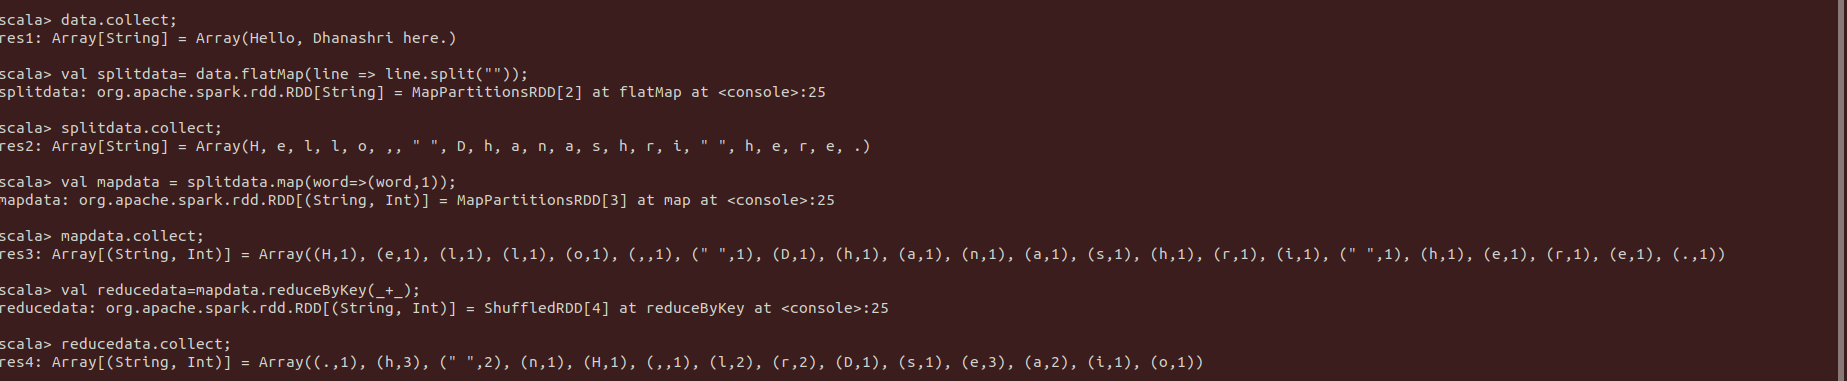 scala> data.collect;
res1: Array[String] = Array(Hello, Dhanashri here.)
scala> val splitdata= data.flatMap(line => line.split(""));
splitdata: org.apache.spark.rdd.RDD[String] = MapPartitionsRDD[2] at flatMap at <console>:25
scala> splitdata.collect;
res2: Array[String] = Array(H, e, l, l, o, ,, " ", D, h, a, n, a, s, h, r, i, " ", h, e, r, e, .)
scala> val mapdata = splitdata.map(word=>(word,1));
mapdata: org.apache.spark.rdd.RDD[(String, Int)] = MapPartitionsRDD[3] at map at <console>:25
scala> mapdata.collect;
res3: Array[(String, Int)] = Array((H,1), (e,1), (l,1), (l,1), (o,1), (,,1), (" ",1), (D,1), (h,1), (a,1), (n,1), (a,1), (s,1), (h,1), (r,1), (i,1), (" ",1), (h,1), (e,1), (r,1), (e,1), (.,1))
scala> val reducedata=mapdata.reduceByKey(_+_);
reducedata: org.apache.spark.rdd.RDD[(String, Int)] = ShuffledRDD[4] at reduceByKey at <console>:25
scala> reducedata.collect;
res4: Array[(String, Int)] = Array((.,1), (h,3), (" ",2), (n,1), (H,1), (,,1), (l,2), (r,2), (D,1), (s,1), (e,3), (a,2), (i,1), (o,1))